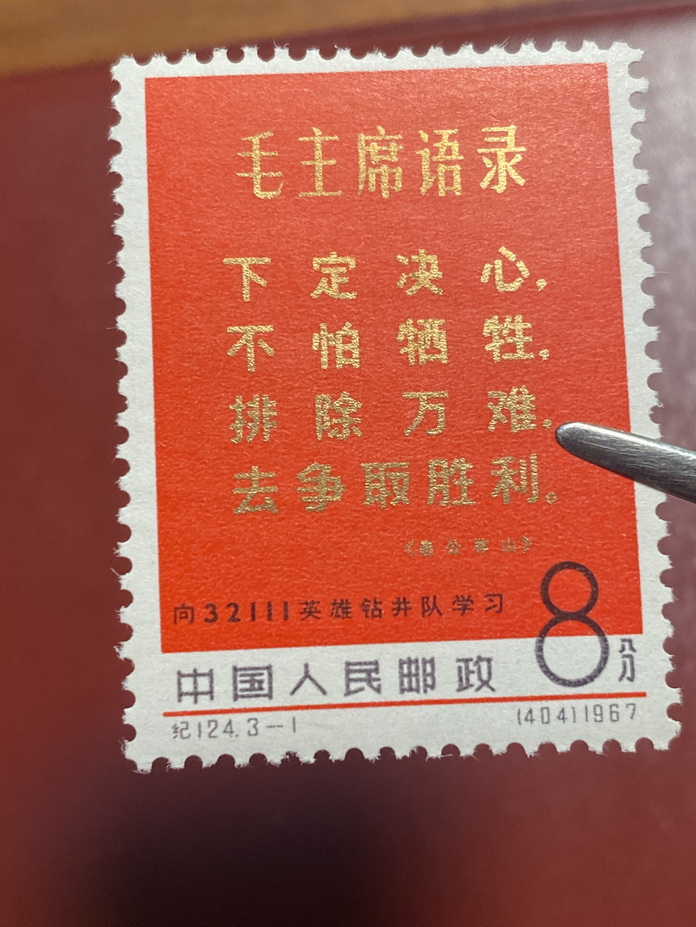 毛主席语录
下定决心,
不怕牺牲,
排除万难,
去争取胜利。
《愚公移山》
向32111英雄钻井队学习
8分
中国人民邮政
纪124.3—1
(404)1967